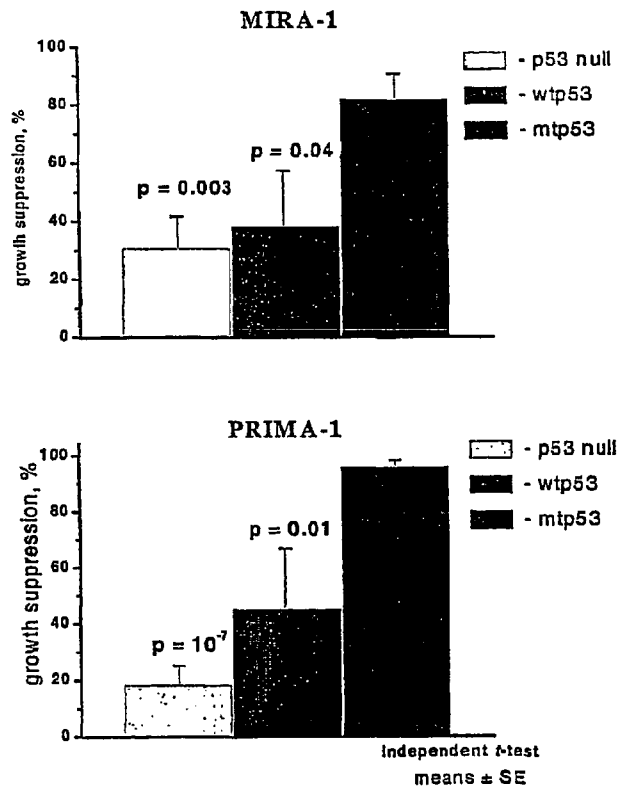 MIRA-1
growth suppression, %
100
80
60
40
20
0
p = 0.003
p = 0.04
- p53 null
- wtp53
- mtp53
PRIMA-1
growth suppression, %
100
80
60
40
20
0
p = 10-7
p = 0.01
- p53 null
- wtp53
- mtp53
Independent t-test
means ± SE